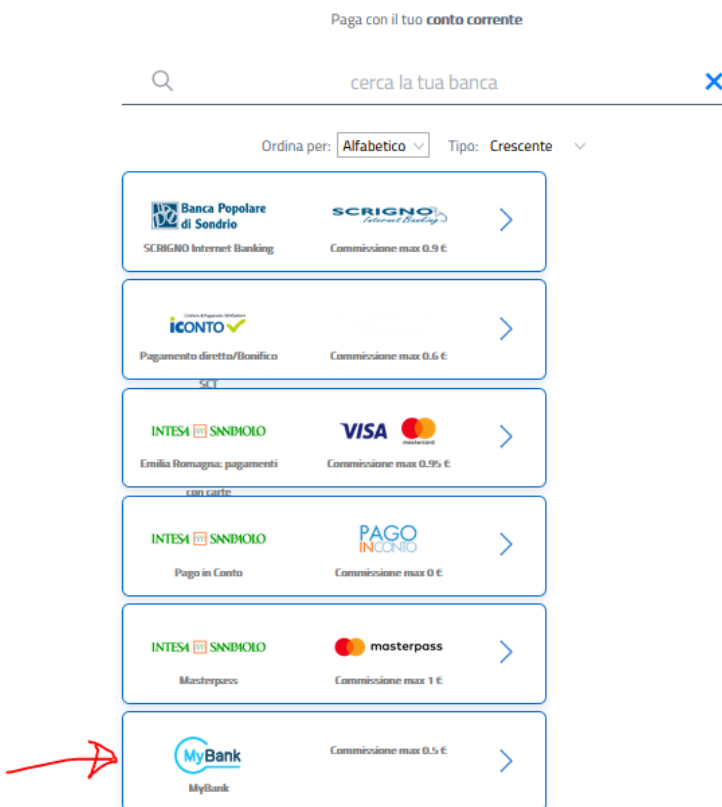 Paga con il tuo conto corrente
cerca la tua banca
Ordina per: Alfabetico Tipo: Crescente
Banca Popolare
di Sondrio
SCRIGNO
Internet Banking
SCRIGNO Internet Banking
Commissione max 0.9 €
iCONTO
Pagamento diretto/Bonifico
SCT
Commissione max 0.6 €
INTESA SANPAOLO
VISA
mastercard
Emilia Romagna: pagamenti
con carte
Commissione max 0.95 €
INTESA SANPAOLO
PAGO
INCONTO
Pago in Conto
Commissione max 0 €
INTESA SANPAOLO
masterpass
Masterpass
Commissione max 1 €
MyBank
MyBank
Commissione max 0.5 €